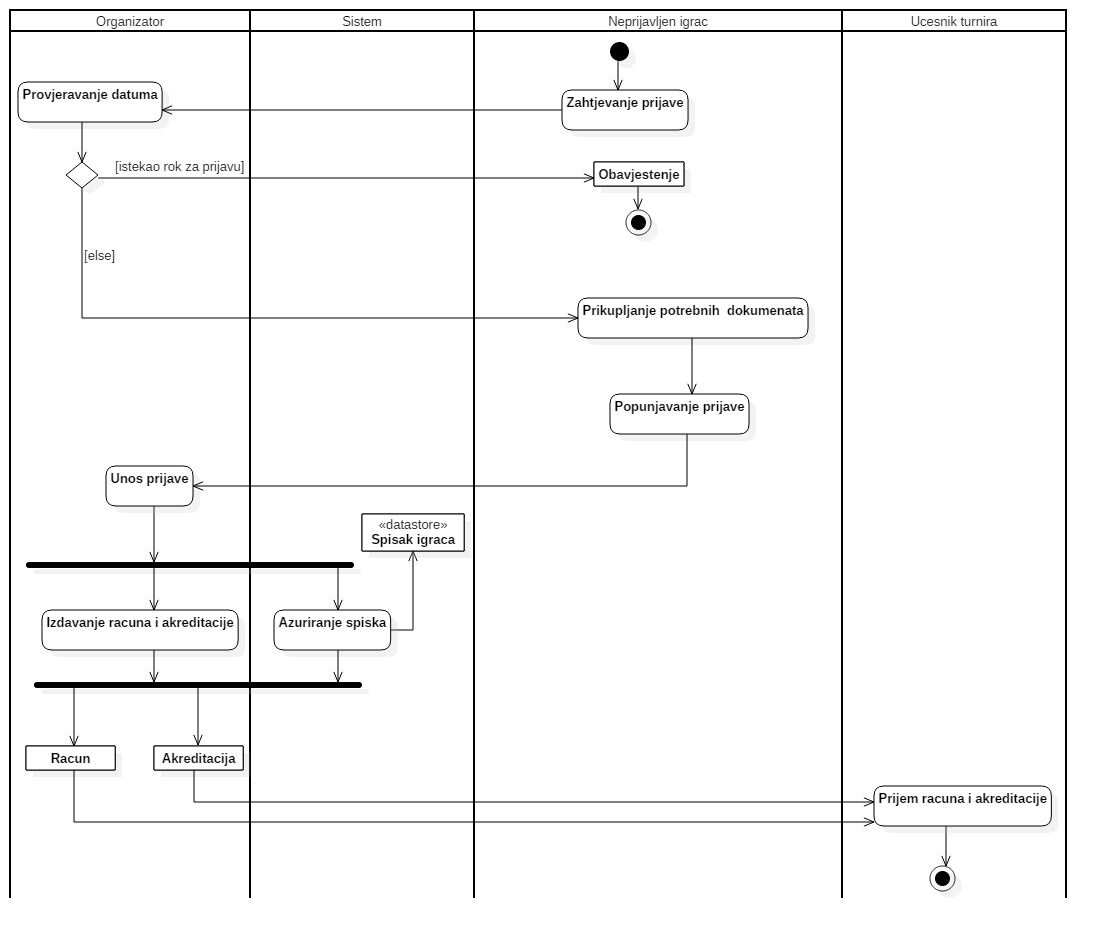 Organizator
Sistem
Neprijavljen igrac
Ucesnik turnira
Provjeravanje datuma
Zahtjevanje prijave
[istekao rok za prijavu]
Obavjestenje
[else]
Prikupljanje potrebnih  dokumenata
Popunjavanje prijave
Unos prijave
«datastore»
Spisak igraca
Izdavanje racuna i akreditacije
Azuriranje spiska
Racun
Akreditacija
Prijem racuna i akreditacije